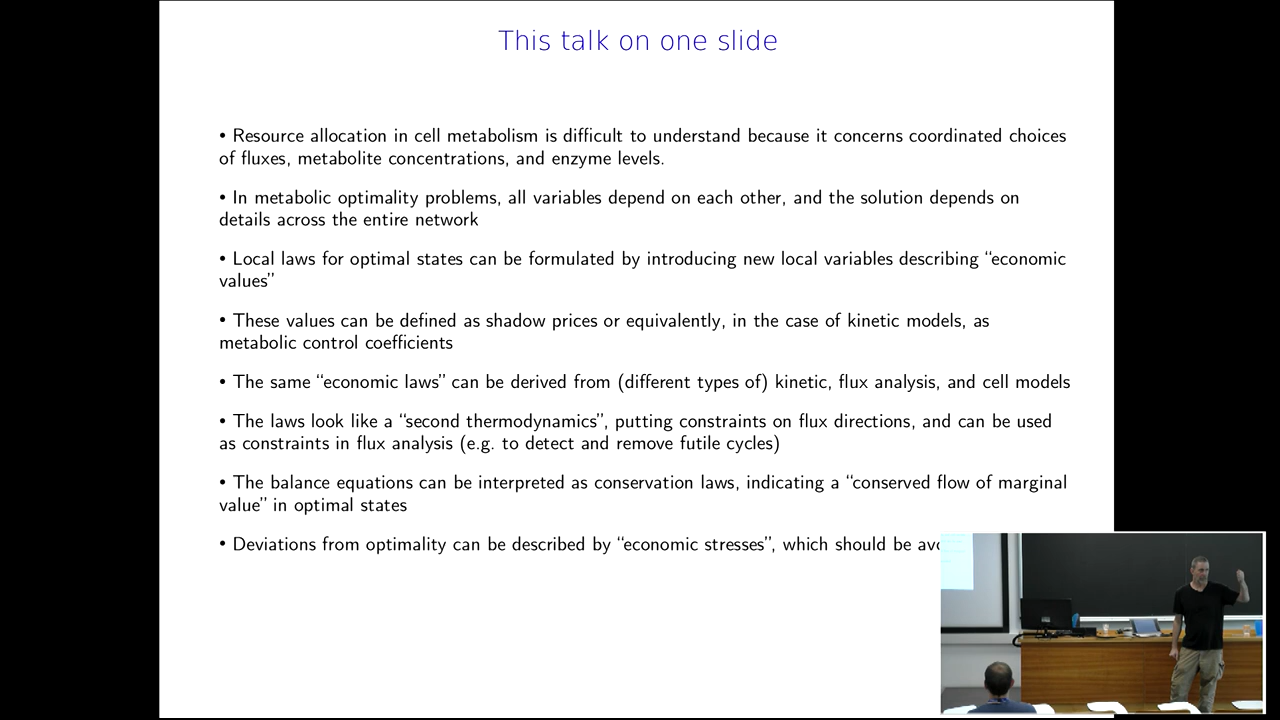 This talk on one slide
• Resource allocation in cell metabolism is difficult to understand because it concerns coordinated choices
of fluxes, metabolite concentrations, and enzyme levels.
• In metabolic optimality problems, all variables depend on each other, and the solution depends on
details across the entire network
• Local laws for optimal states can be formulated by introducing new local variables describing “economic
values”
• These values can be defined as shadow prices or equivalently, in the case of kinetic models, as
metabolic control coefficients
• The same “economic laws” can be derived from (different types of) kinetic, flux analysis, and cell models
• The laws look like a “second thermodynamics”, putting constraints on flux directions, and can be used
as constraints in flux analysis (e.g. to detect and remove futile cycles)
• The balance equations can be interpreted as conservation laws, indicating a “conserved flow of marginal
value” in optimal states
• Deviations from optimality can be described by “economic stresses”, which should be